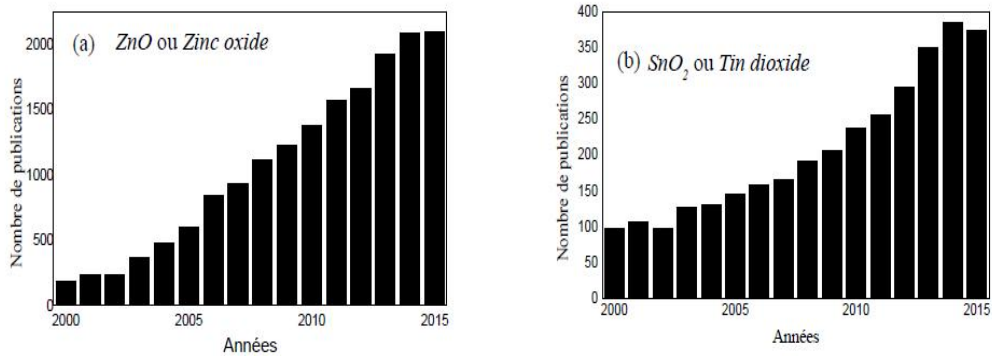 (a) ZnO ou Zinc oxide
Nombre de publications
2000
1500
1000
500
0
2000 2005 2010 2015
Années
(b) SnO2 ou Tin dioxide
Nombre de publications
400
350
300
250
200
150
100
50
0
2000 2005 2010 2015
Années